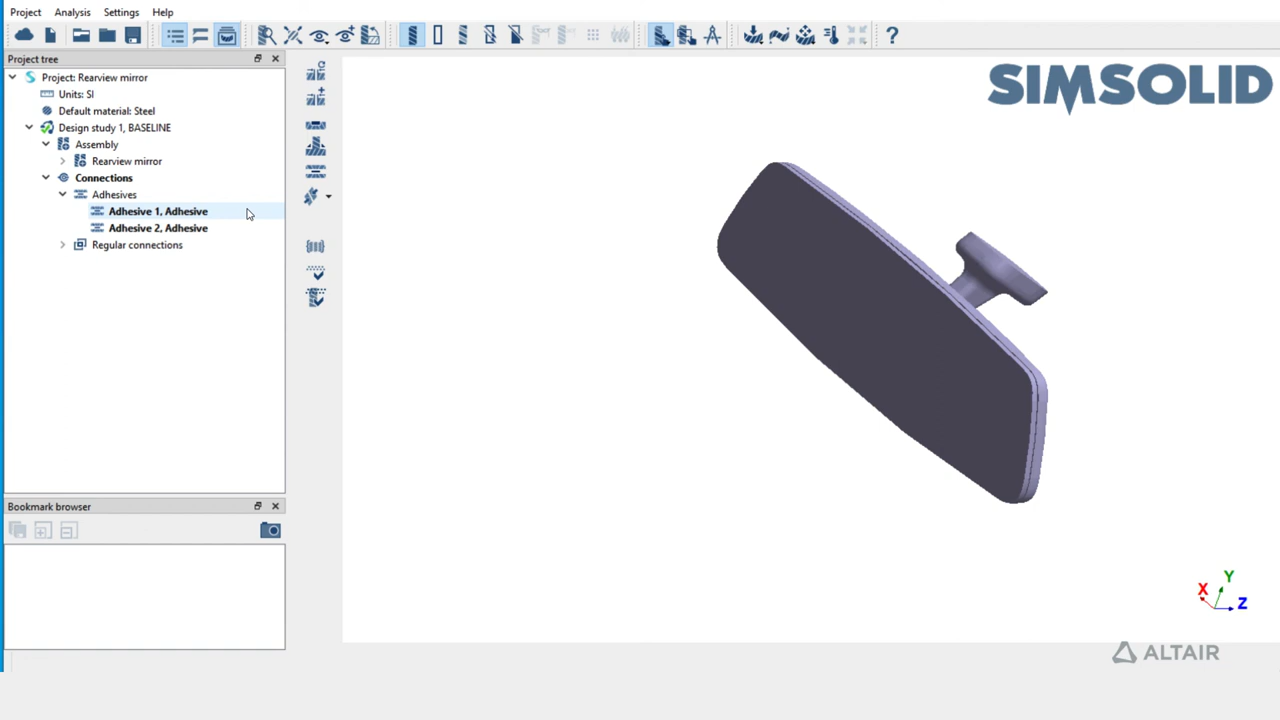 Project Analysis Settings Help
Project tree
Project: Rearview mirror
Units: SI
Default material: Steel
Design study 1, BASELINE
Assembly
Rearview mirror
Connections
Adhesives
Adhesive 1, Adhesive
Adhesive 2, Adhesive
Regular connections
Bookmark browser
SIMSOLID
Y
X
Z
ALTAIR